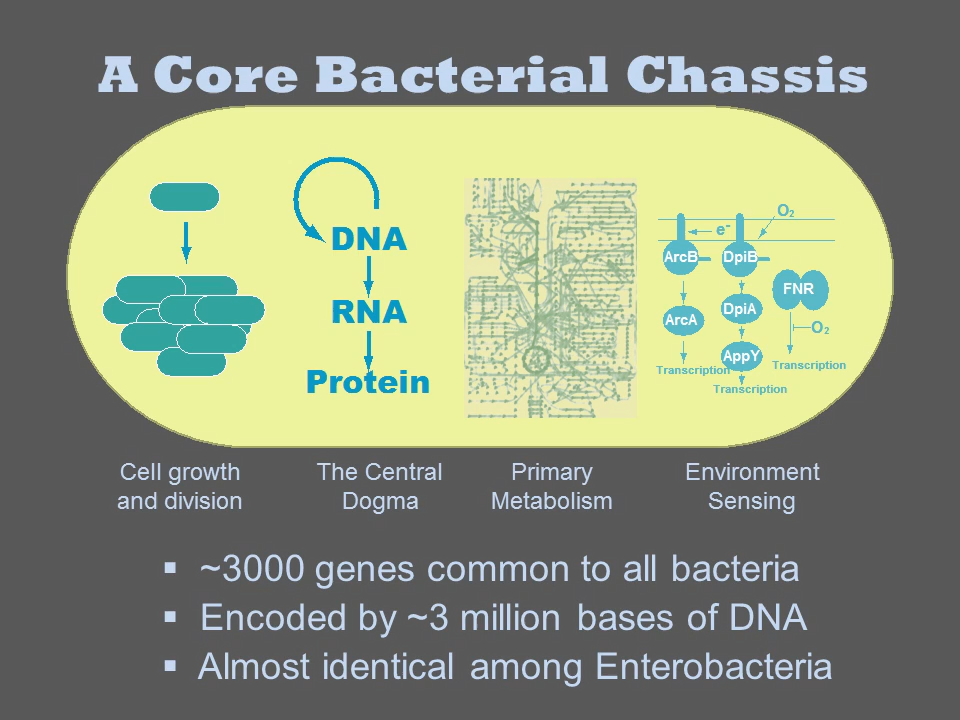 A Core Bacterial Chassis
DNA
RNA
Protein
O₂
e⁻
ArcB
DpiB
FNR
ArcA
DpiA
O₂
AppY
Transcription
Transcription
Transcription
Cell growth
and division
The Central
Dogma
Primary
Metabolism
Environment
Sensing
▪ ~3000 genes common to all bacteria
▪ Encoded by ~3 million bases of DNA
▪ Almost identical among Enterobacteria